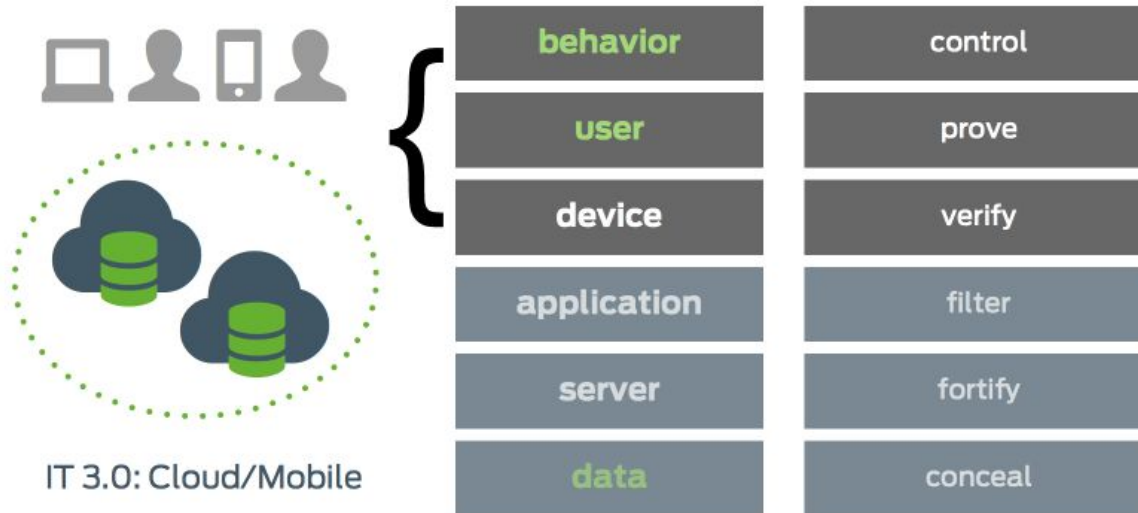 behavior control
user prove
device verify
application filter
server fortify
data conceal
IT 3.0: Cloud/Mobile